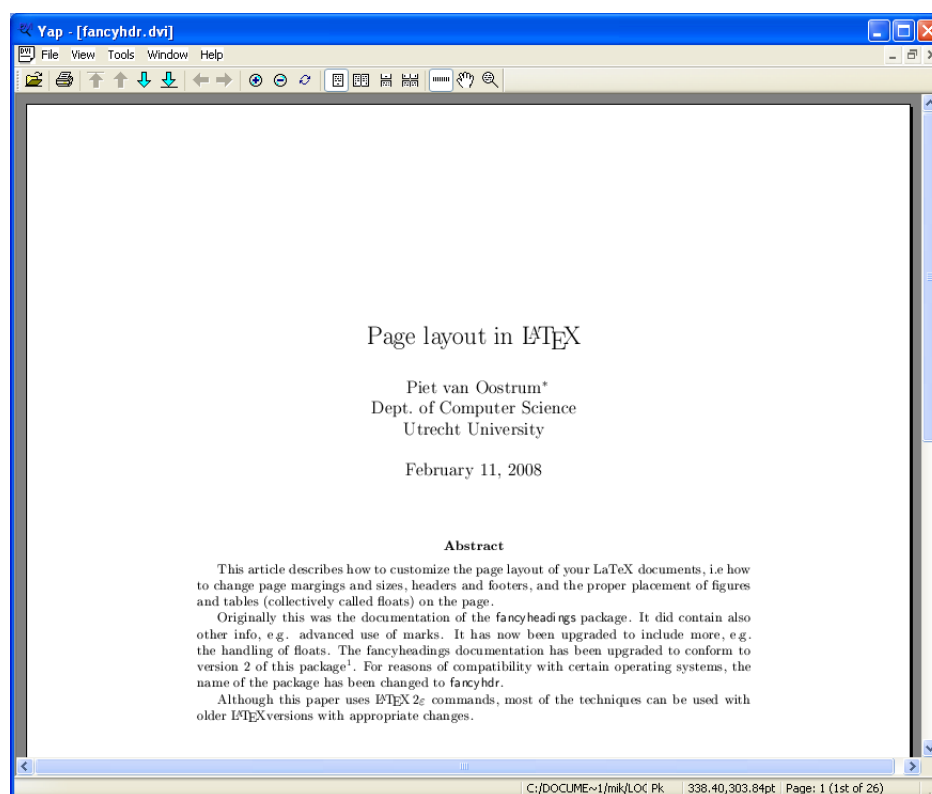 Yap - [fancyhdr.dvi]
File View Tools Window Help
Page layout in LATEX
Piet van Oostrum*
Dept. of Computer Science
Utrecht University
February 11, 2008
Abstract
This article describes how to customize the page layout of your LaTeX documents, i.e how
to change page margings and sizes, headers and footers, and the proper placement of figures
and tables (collectively called floats) on the page.
Originally this was the documentation of the fancyheadings package. It did contain also
other info, e.g. advanced use of marks. It has now been upgraded to include more, e.g.
the handling of floats. The fancyheadings documentation has been upgraded to conform to
version 2 of this package¹. For reasons of compatibility with certain operating systems, the
name of the package has been changed to fancyhdr.
Although this paper uses LATEX 2ε commands, most of the techniques can be used with
older LATEXversions with appropriate changes.
C:/DOCUME~1/mik/LOC Pk 338.40,303.84pt Page: 1 (1st of 26)